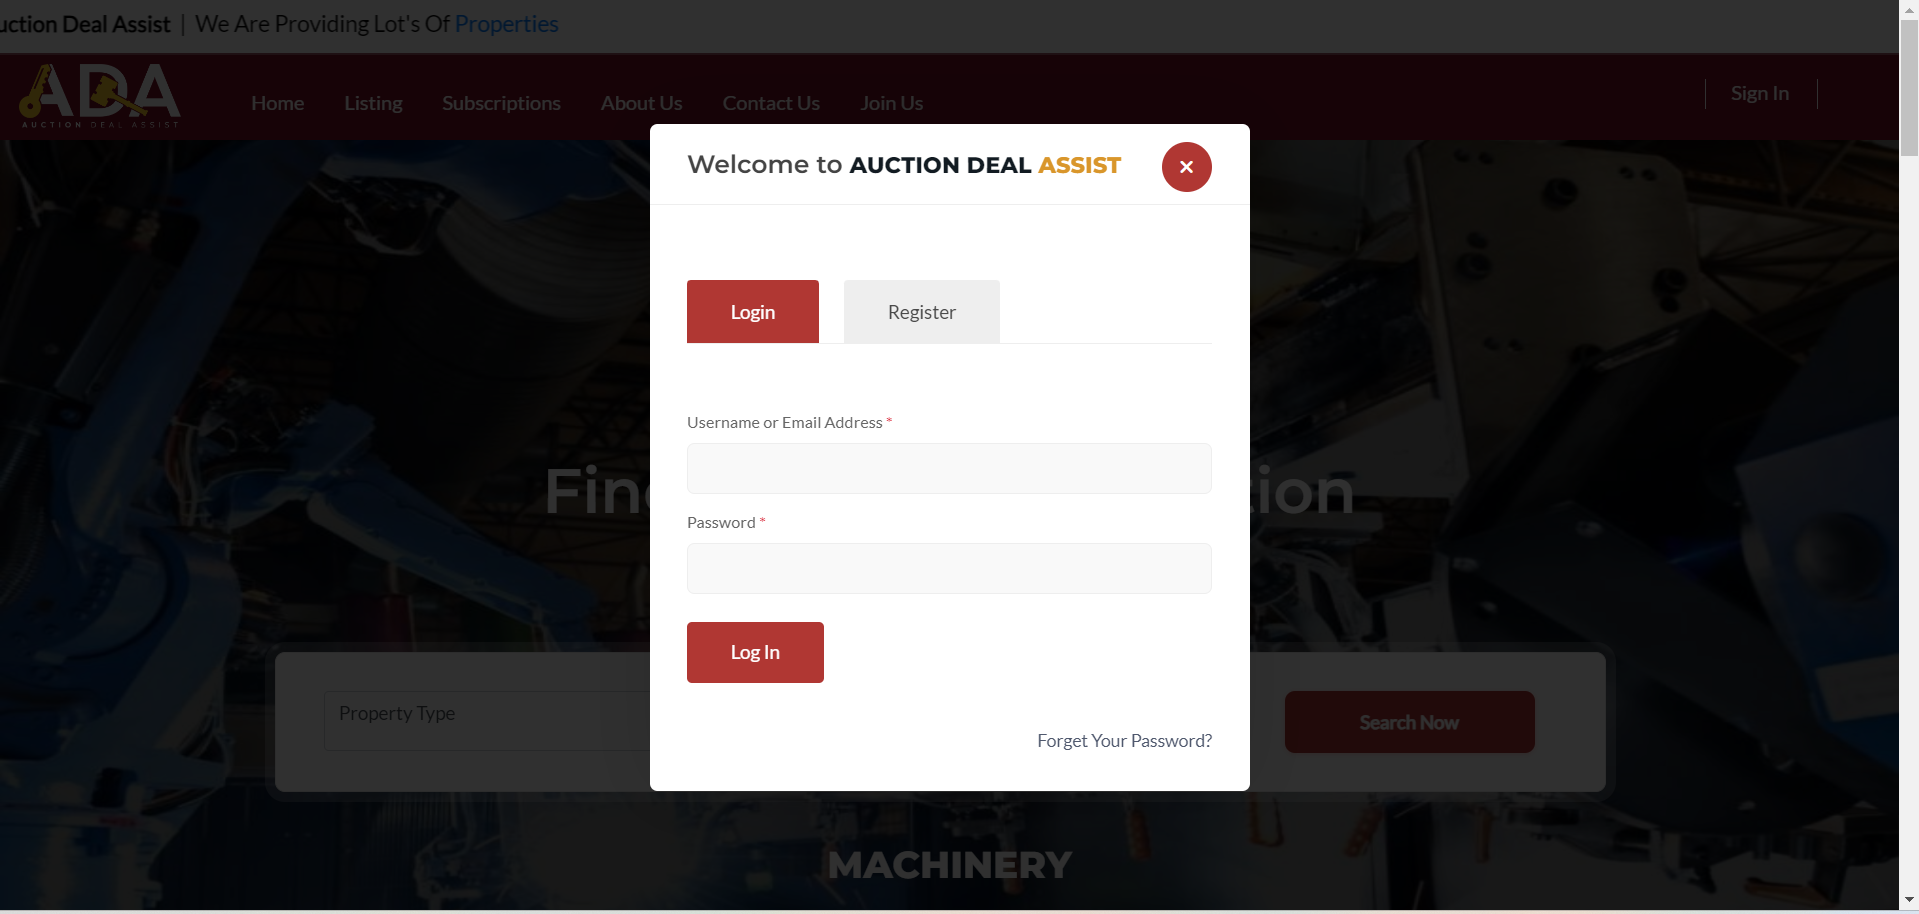 uction Deal Assist | We Are Providing Lot's Of Properties
ADA
AUCTION DEAL ASSIST
Home Listing Subscriptions About Us Contact Us Join Us Sign In
Welcome to AUCTION DEAL ASSIST
Login Register
Username or Email Address *
Fin tion
Password *
Log In
Property Type Search Now
Forget Your Password?
MACHINERY